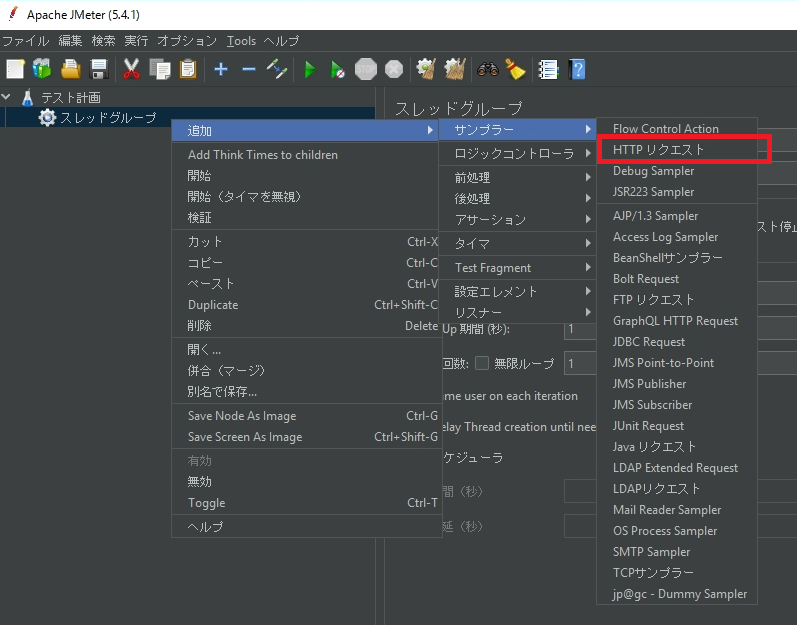 Apache JMeter (5.4.1)
ファイル 編集 検索 実行 オプション Tools ヘルプ
テスト計画
スレッドグループ
スレッドグループ
追加
Add Think Times to children
開始
開始（タイマを無視）
検証
カット Ctrl-X
コピー Ctrl-C
ペースト Ctrl-V
Duplicate Ctrl+Shift-C
削除 Delete
開く...
併合（マージ）
別名で保存...
Save Node As Image Ctrl-G
Save Screen As Image Ctrl+Shift-G
有効
無効
Toggle Ctrl-T
ヘルプ
サンプラー
ロジックコントローラ
前処理
後処理
アサーション
タイマ
Test Fragment
設定エレメント
リスナー
Flow Control Action
HTTP リクエスト
Debug Sampler
JSR223 Sampler
AJP/1.3 Sampler
Access Log Sampler
BeanShellサンプラー
Bolt Request
FTP リクエスト
GraphQL HTTP Request
JDBC Request
JMS Point-to-Point
JMS Publisher
JMS Subscriber
JUnit Request
Java リクエスト
LDAP Extended Request
LDAPリクエスト
Mail Reader Sampler
OS Process Sampler
SMTP Sampler
TCPサンプラー
jp@gc - Dummy Sampler
スト停止
Up 期間 (秒): 1
回数: 無限ループ 1
me user on each iteration
elay Thread creation until nee
ケジューラ
間（秒）
延（秒）